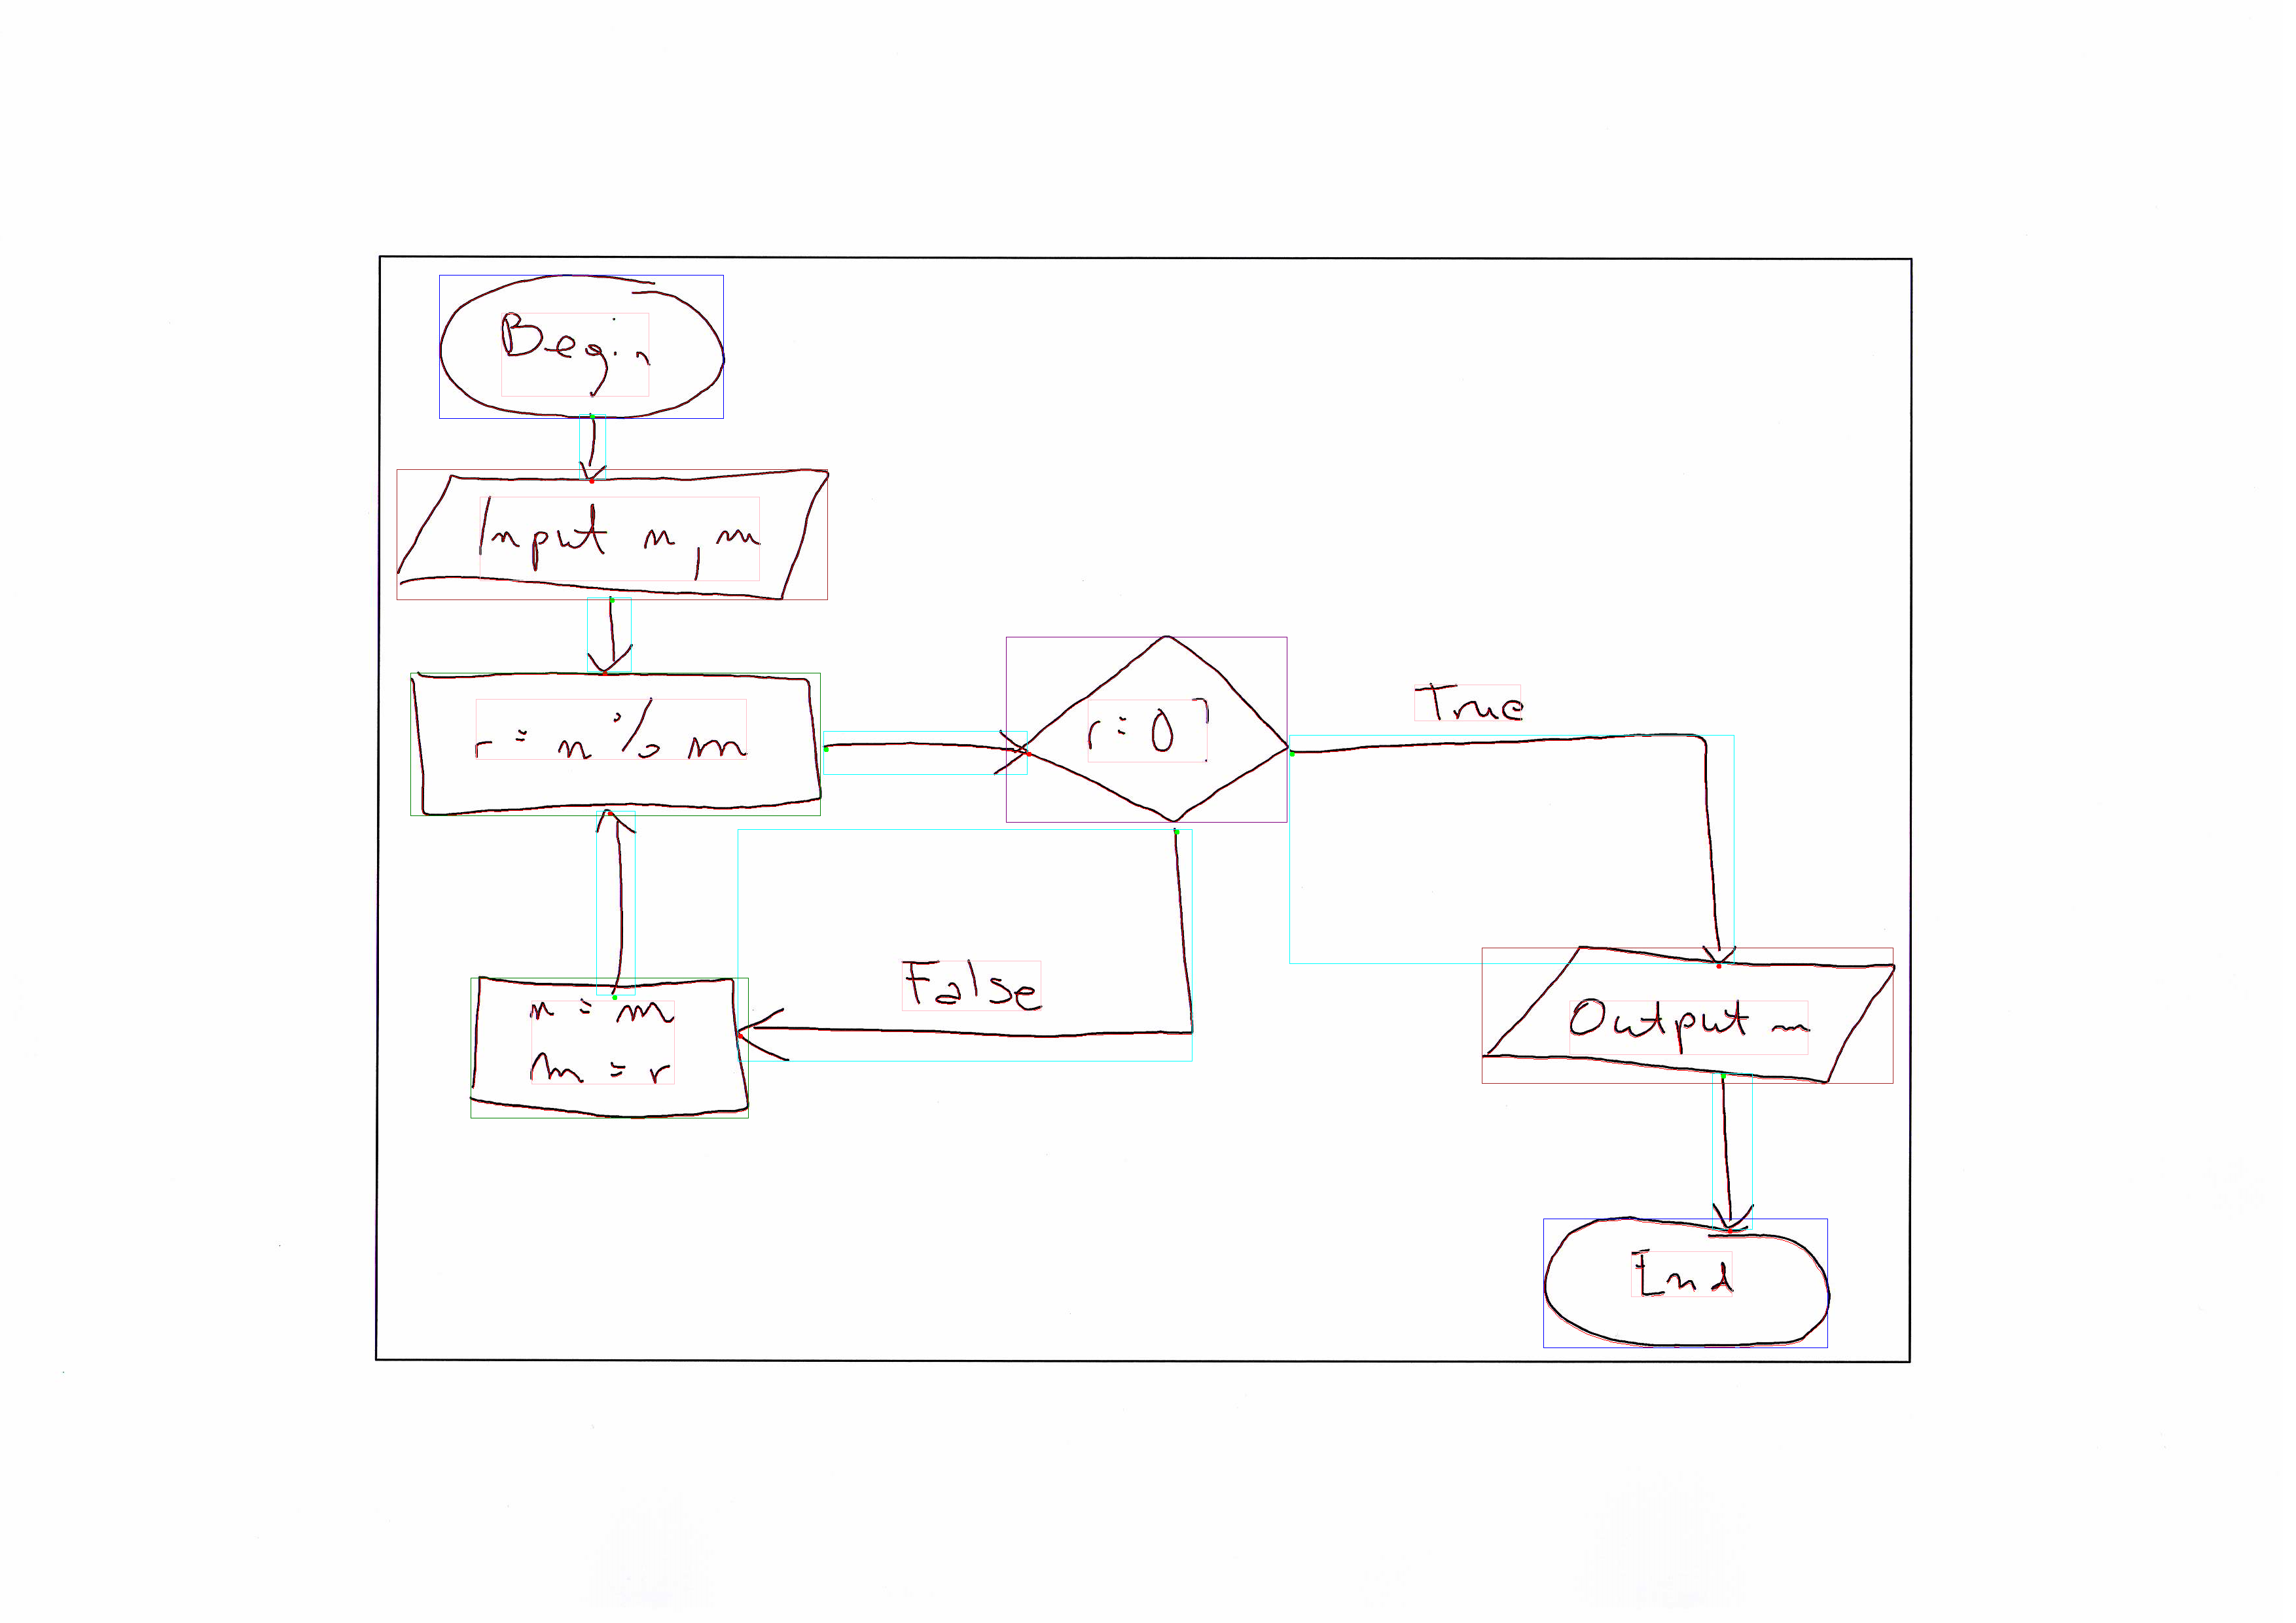 Begin
Input n, m
r = n % m
r = 0 ?
True
False
n = m
m = r
Output m
End